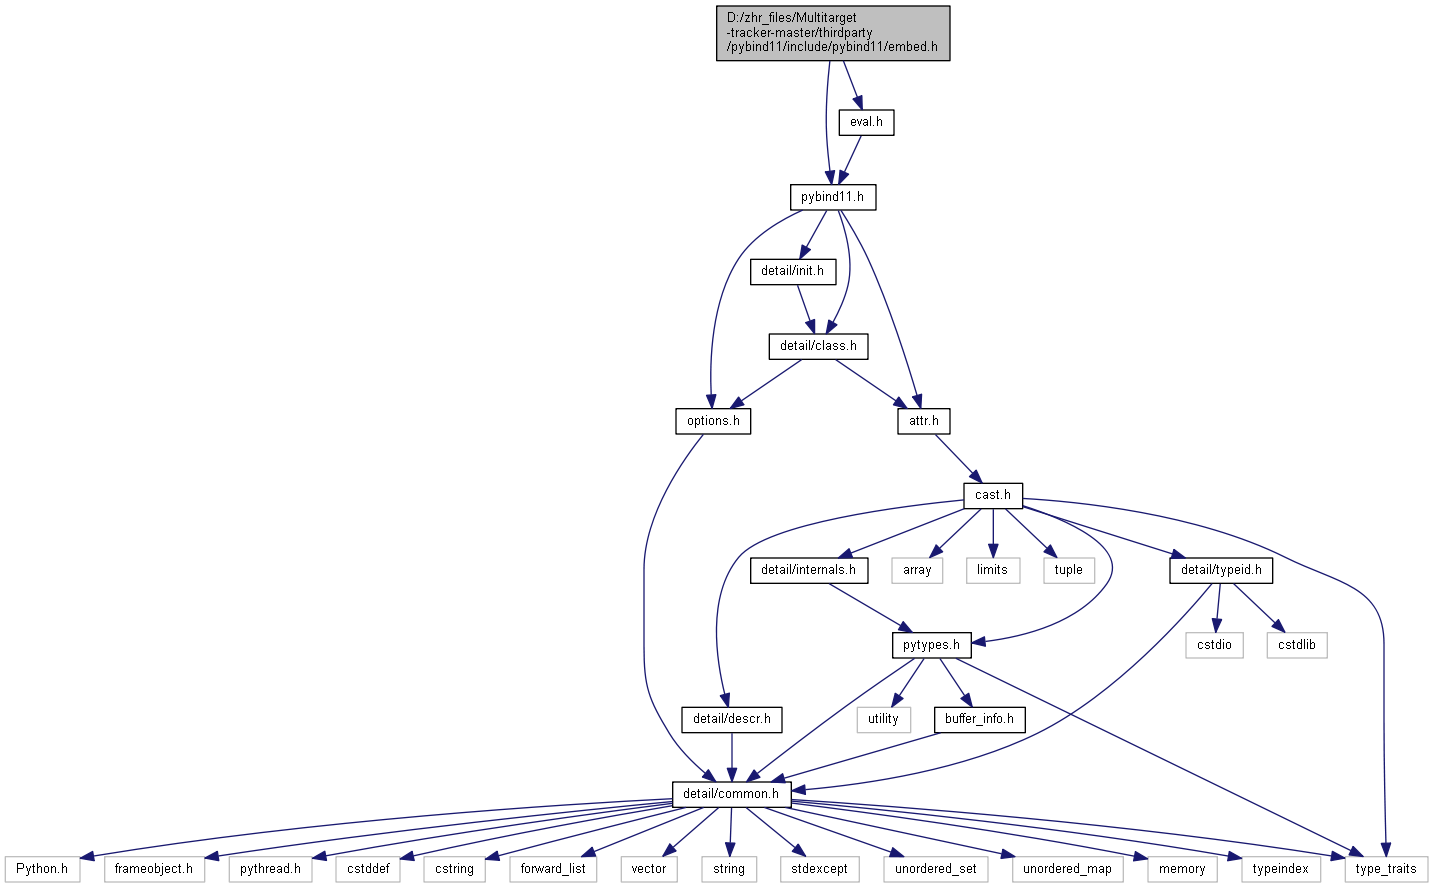 D:/zhr_files/Multitarget
-tracker-master/thirdparty
/pybind11/include/pybind11/embed.h
eval.h
pybind11.h
detail/init.h
detail/class.h
options.h
attr.h
cast.h
detail/internals.h
array
limits
tuple
detail/typeid.h
pytypes.h
cstdio
cstdlib
detail/descr.h
utility
buffer_info.h
detail/common.h
Python.h
frameobject.h
pythread.h
cstddef
cstring
forward_list
vector
string
stdexcept
unordered_set
unordered_map
memory
typeindex
type_traits